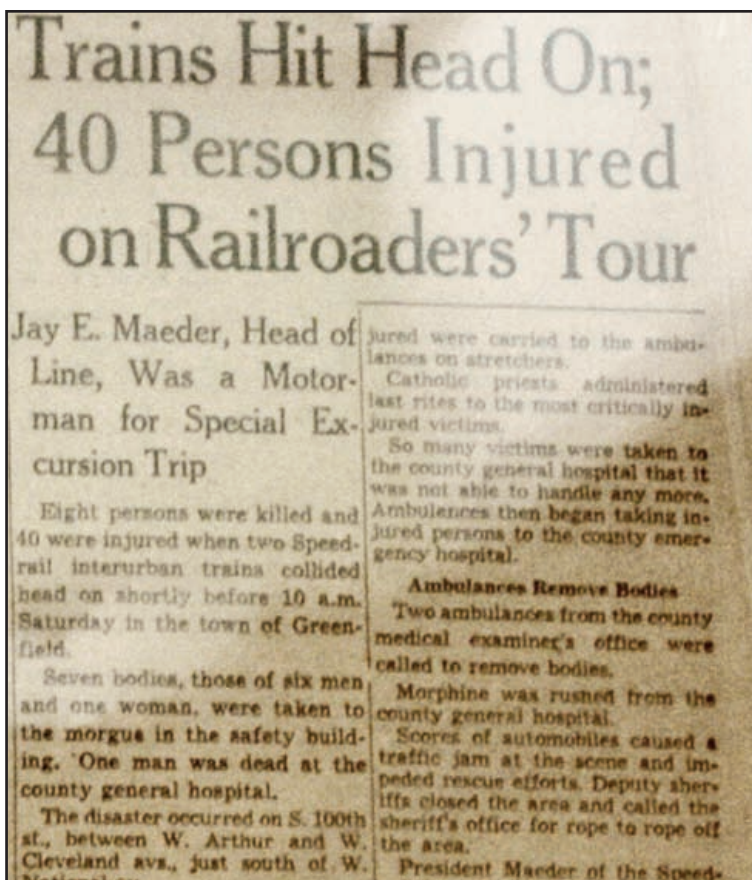 Trains Hit Head On;
40 Persons Injured
on Railroaders' Tour
Jay E. Maeder, Head of
Line, Was a Motor-
man for Special Ex-
cursion Trip
Eight persons were killed and
40 were injured when two Speed-
rail interurban trains collided
head on shortly before 10 a.m.
Saturday in the town of Green-
field.
Seven bodies, those of six men
and one woman, were taken to
the morgue in the safety build-
ing. One man was dead at the
county general hospital.
The disaster occurred on S. 100th
st., between W. Arthur and W.
Cleveland avs., just south of W.
jured were carried to the ambu-
lances on stretchers.
Catholic priests administered
last rites to the most critically in-
jured victims.
So many victims were taken to
the county general hospital that it
was not able to handle any more.
Ambulances then began taking in-
jured persons to the county emer-
gency hospital.
Ambulances Remove Bodies
Two ambulances from the county
medical examiner's office were
called to remove bodies.
Morphine was rushed from the
county general hospital.
Scores of automobiles caused a
traffic jam at the scene and im-
peded rescue efforts. Deputy sher-
iffs closed the area and called the
sheriff's office for rope to rope off
the area.
President Maeder of the Speed-